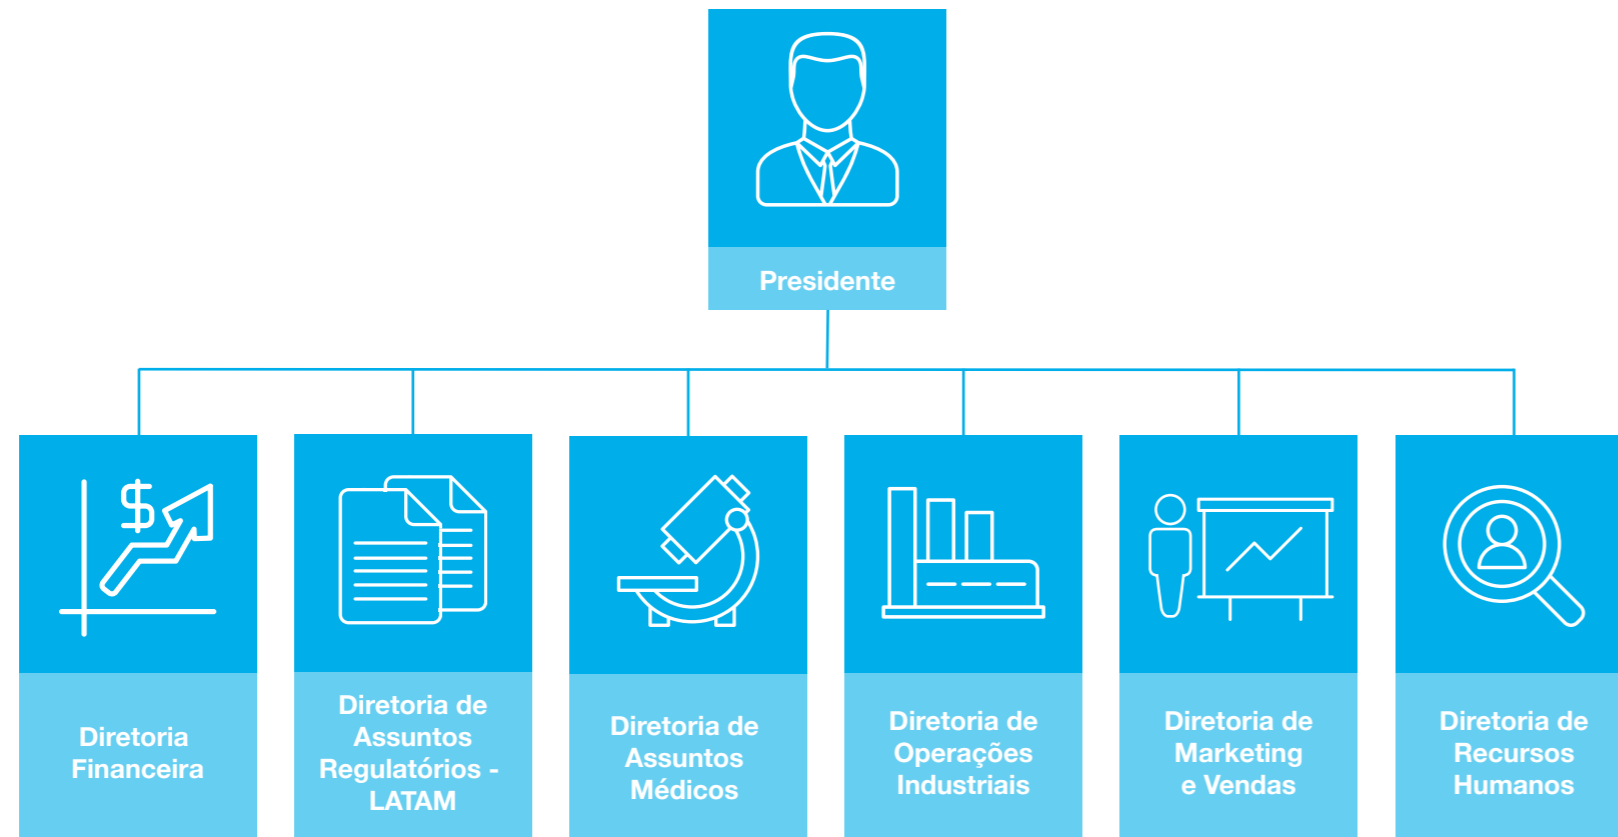 $
Presidente
Diretoria
Financeira
Diretoria de
Assuntos
Regulatórios -
LATAM
Diretoria de
Assuntos
Médicos
Diretoria de
Operações
Industriais
Diretoria de
Marketing
e Vendas
Diretoria de
Recursos
Humanos